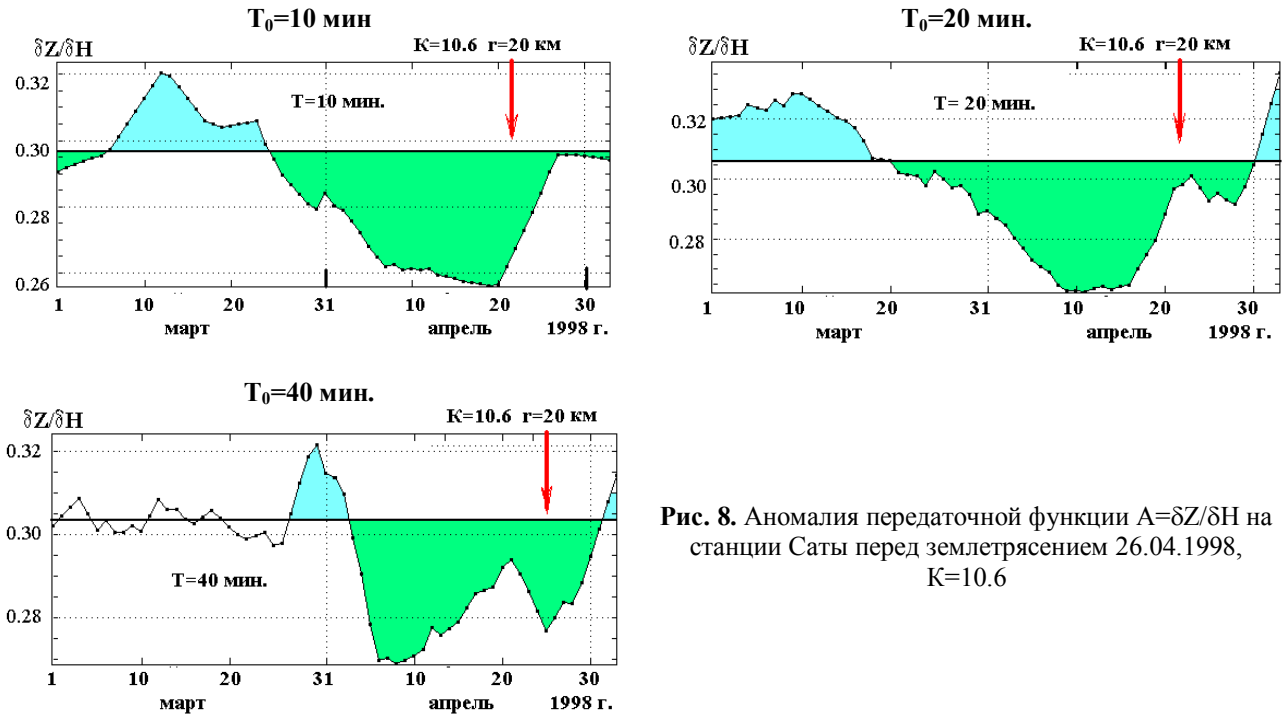 T₀=10 мин
δZ/δH
K=10.6 r=20 км
T=10 мин.
0.32
0.30
0.28
0.26
1 10 20 31 10 20 30
март апрель 1998 г.
T₀=20 мин.
δZ/δH
K=10.6 r=20 км
T= 20 мин.
0.32
0.30
0.28
1 10 20 31 10 20 30
март апрель 1998 г.
T₀=40 мин.
δZ/δH
K=10.6 r=20 км
0.32
0.30
0.28
T=40 мин.
1 10 20 31 10 20 30
март апрель 1998 г.
Рис. 8. Аномалия передаточной функции A=δZ/δH на
станции Саты перед землетрясением 26.04.1998,
K=10.6